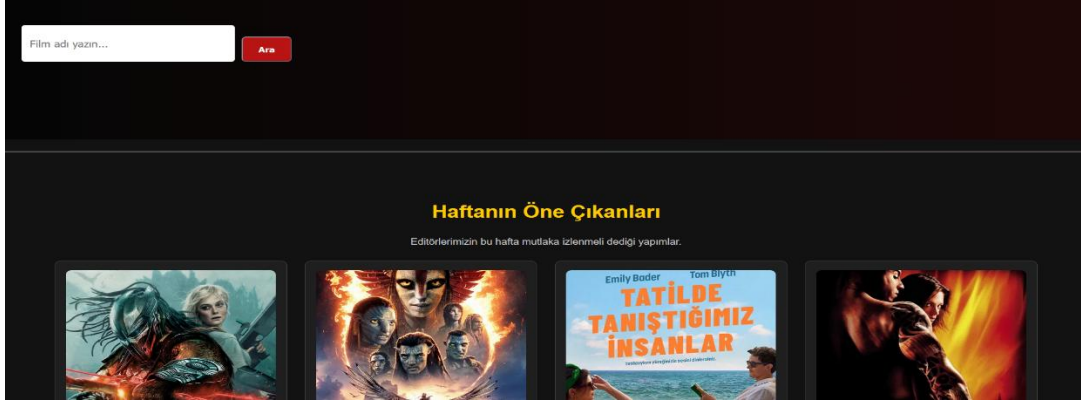 Film adı yazın...
Ara
Haftanın Öne Çıkanları
Editörlerimizin bu hafta mutlaka izlenmeli dediği yapımlar.
Emily Bader
Tom Blyth
TATİLDE
TANIŞTIĞIMIZ
İNSANLAR